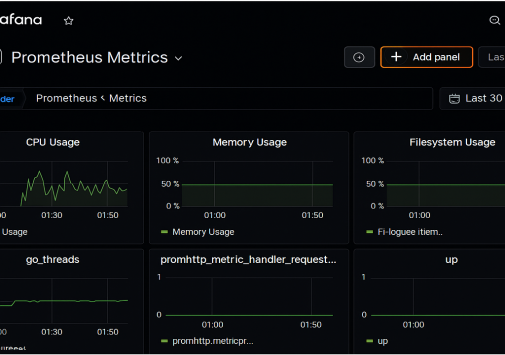 afana
Prometheus Mettrics
Add panel
Las
der
Prometheus < Metrics
Last 30
CPU Usage
Memory Usage
Filesystem Usage
100 %
50 %
0 %
100 %
50 %
0 %
00
01:30
01:50
01:00
01:50
01:00
Usage
Memory Usage
Fi-loguee itiem..
go_threads
promhttp_metric_handler_request...
up
1
0
1
0
00
01:30
01:50
01:00
01:50
01:00
promhttp.metricpr...
up